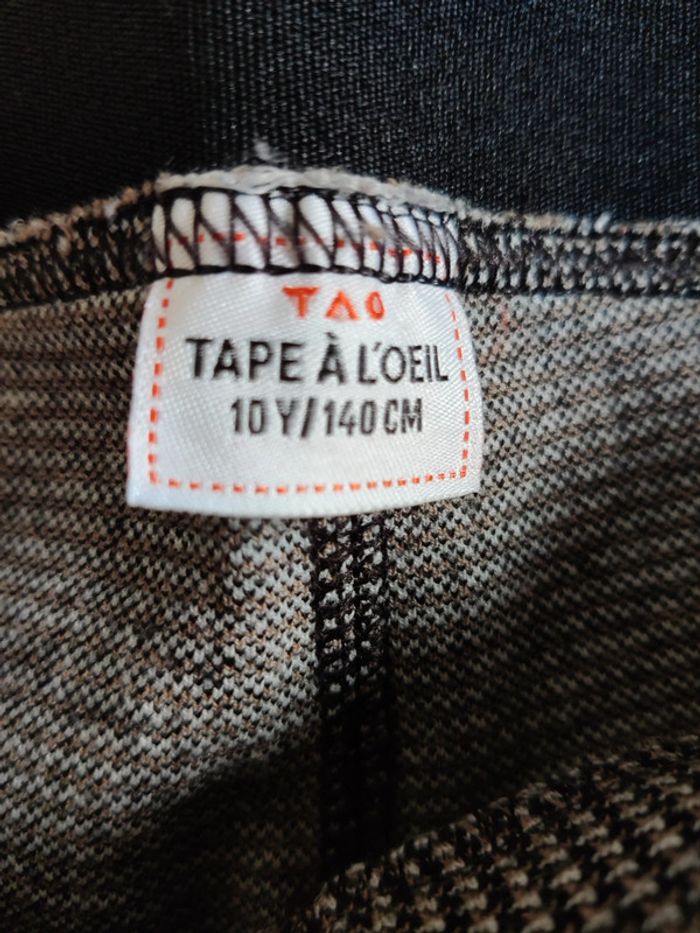 TAO
TAPE À L'OEIL
10 Y/140 CM